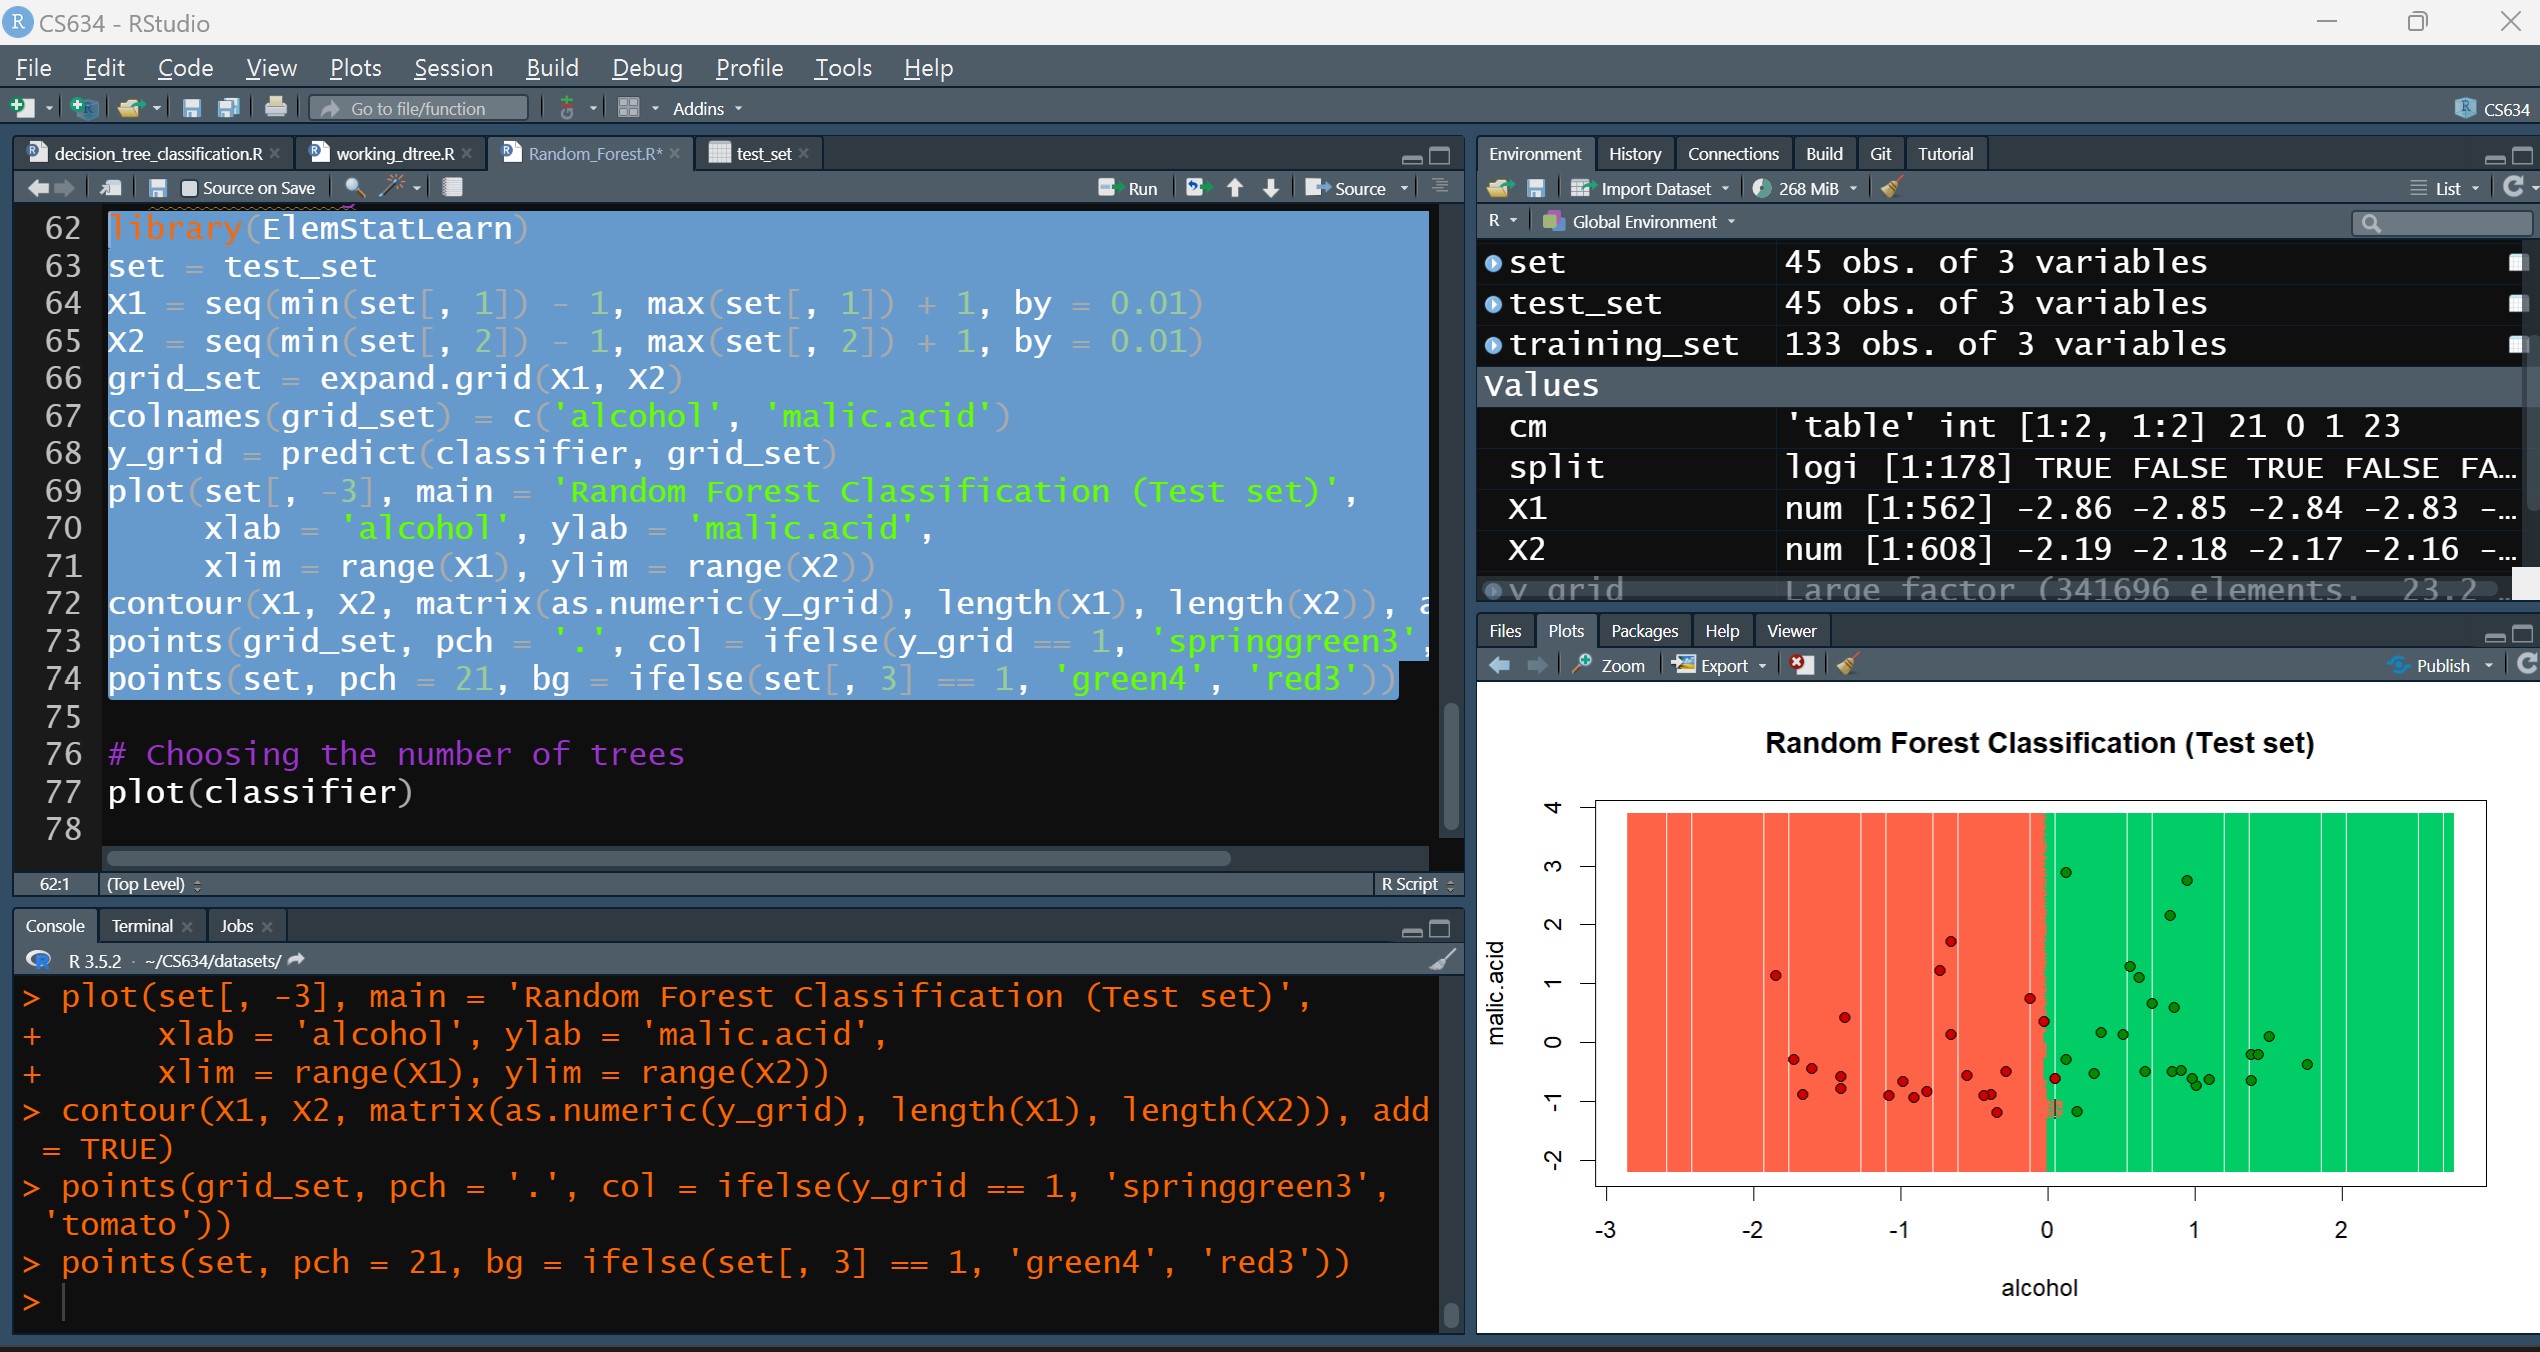 CS634 - RStudio
File Edit Code View Plots Session Build Debug Profile Tools Help
Go to file/function Addins CS634
decision_tree_classification.R working_dtree.R Random_Forest.R* test_set
Source on Save Run Source
62 library(ElemStatLearn)
63 set = test_set
64 X1 = seq(min(set[, 1]) - 1, max(set[, 1]) + 1, by = 0.01)
65 X2 = seq(min(set[, 2]) - 1, max(set[, 2]) + 1, by = 0.01)
66 grid_set = expand.grid(X1, X2)
67 colnames(grid_set) = c('alcohol', 'malic.acid')
68 y_grid = predict(classifier, grid_set)
69 plot(set[, -3], main = 'Random Forest Classification (Test set)',
70 xlab = 'alcohol', ylab = 'malic.acid',
71 xlim = range(X1), ylim = range(X2))
72 contour(X1, X2, matrix(as.numeric(y_grid), length(X1), length(X2)), a
73 points(grid_set, pch = '.', col = ifelse(y_grid == 1, 'springgreen3',
74 points(set, pch = 21, bg = ifelse(set[, 3] == 1, 'green4', 'red3'))
75
76 # Choosing the number of trees
77 plot(classifier)
78
62:1 (Top Level) R Script
Console Terminal Jobs
R 3.5.2 · ~/CS634/datasets/
> plot(set[, -3], main = 'Random Forest Classification (Test set)',
+ xlab = 'alcohol', ylab = 'malic.acid',
+ xlim = range(X1), ylim = range(X2))
> contour(X1, X2, matrix(as.numeric(y_grid), length(X1), length(X2)), add
= TRUE)
> points(grid_set, pch = '.', col = ifelse(y_grid == 1, 'springgreen3',
'tomato'))
> points(set, pch = 21, bg = ifelse(set[, 3] == 1, 'green4', 'red3'))
>
Environment History Connections Build Git Tutorial
Import Dataset 268 MiB List
R Global Environment
set 45 obs. of 3 variables
test_set 45 obs. of 3 variables
training_set 133 obs. of 3 variables
Values
cm 'table' int [1:2, 1:2] 21 0 1 23
split logi [1:178] TRUE FALSE TRUE FALSE FA…
X1 num [1:562] -2.86 -2.85 -2.84 -2.83 -…
X2 num [1:608] -2.19 -2.18 -2.17 -2.16 -…
y_grid Large factor (341696 elements, 23.2 …
Files Plots Packages Help Viewer
Zoom Export Publish
Random Forest Classification (Test set)
malic.acid
4
3
2
1
0
-1
-2
-3 -2 -1 0 1 2
alcohol